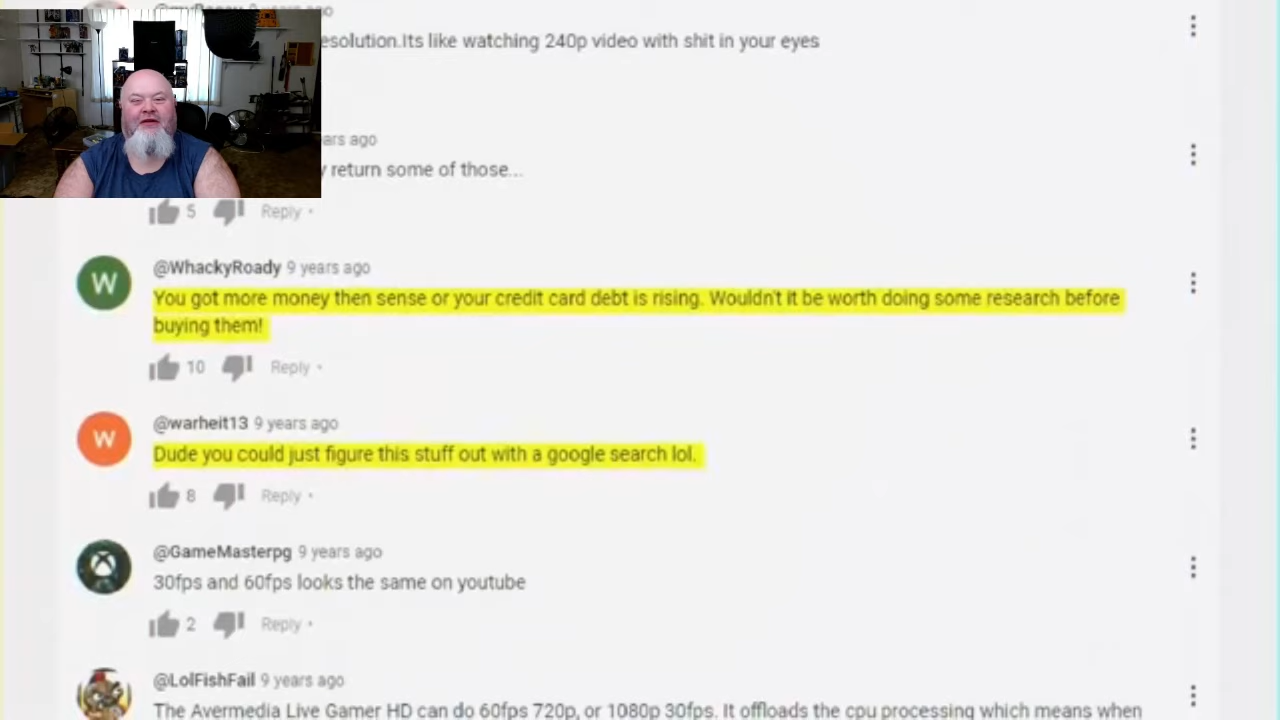 9 years ago
esolution.Its like watching 240p video with shit in your eyes
ars ago
y return some of those...
5 Reply •
W @WhackyRoady 9 years ago
You got more money then sense or your credit card debt is rising. Wouldn't it be worth doing some research before
buying them!
10 Reply •
W @warheit13 9 years ago
Dude you could just figure this stuff out with a google search lol.
8 Reply •
@GameMasterpg 9 years ago
30fps and 60fps looks the same on youtube
2 Reply •
@LolFishFail 9 years ago
The Avermedia Live Gamer HD can do 60fps 720p, or 1080p 30fps. It offloads the cpu processing which means when